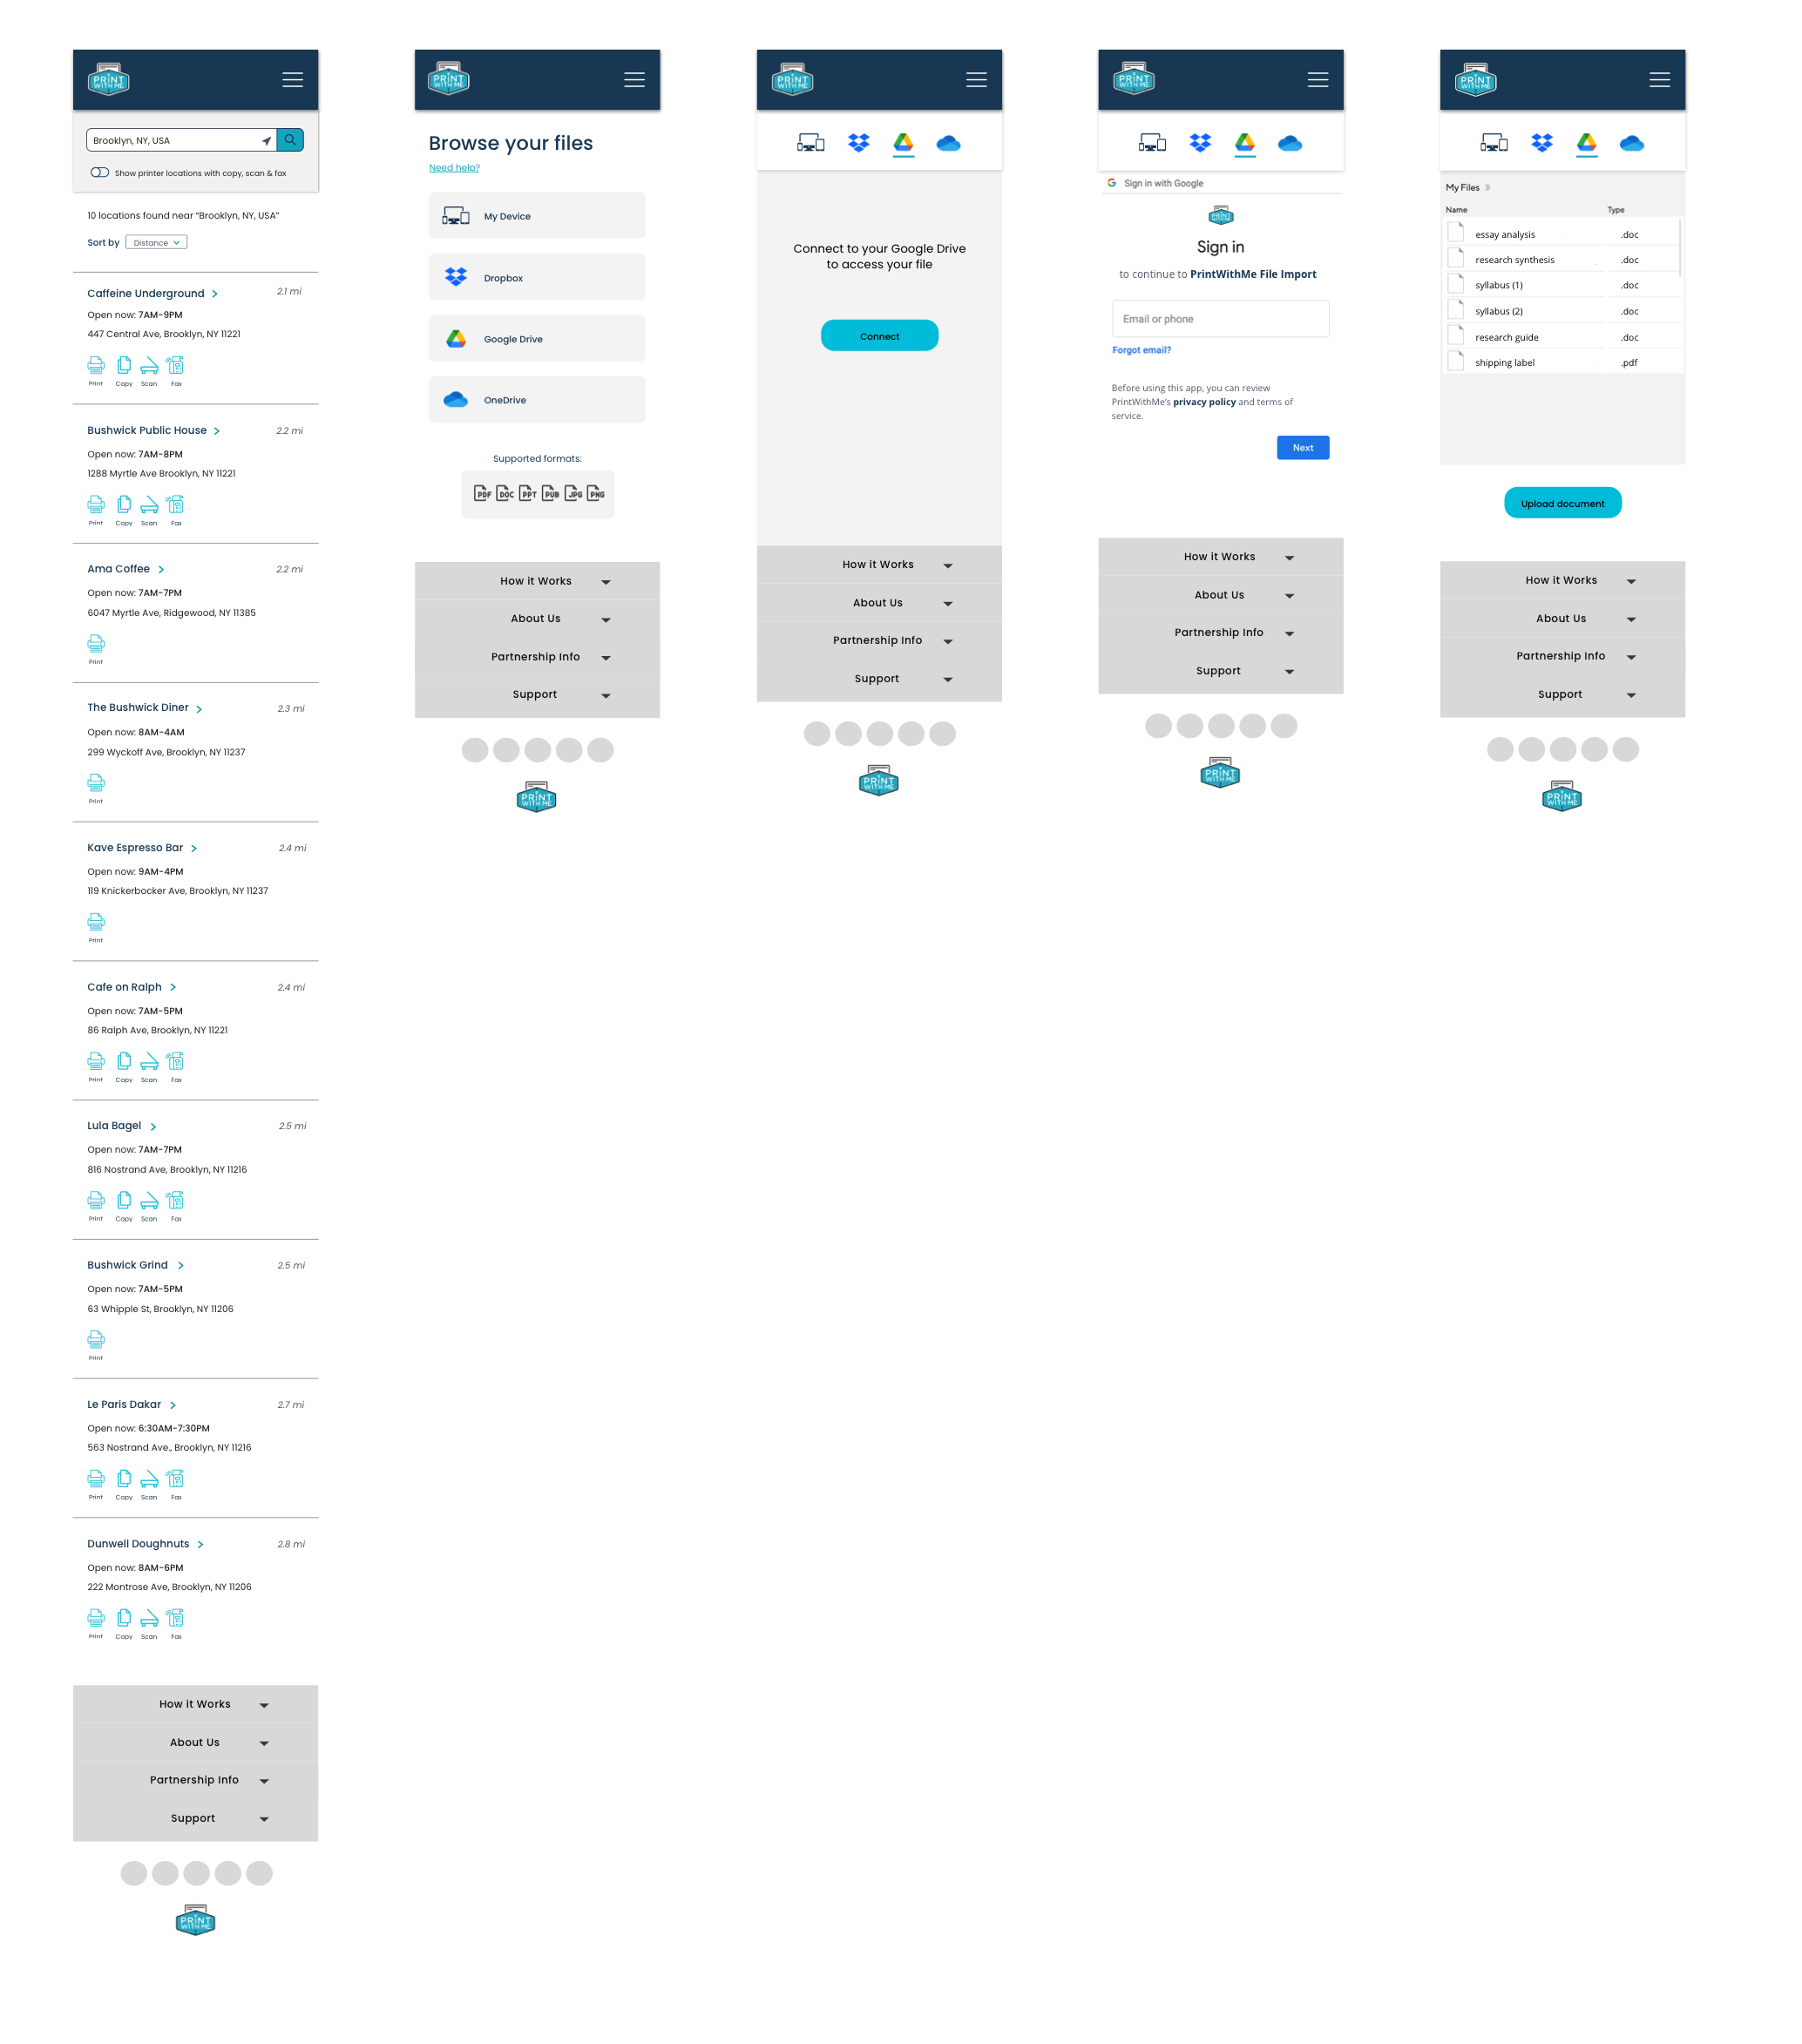 PRINT
WITH ME
Brooklyn, NY, USA
Show printer locations with copy, scan & fax
10 locations found near “Brooklyn, NY, USA”
Sort by Distance
Caffeine Underground 2.1 mi
Open now: 7AM-9PM
447 Central Ave, Brooklyn, NY 11221
Print Copy Scan Fax
Bushwick Public House 2.2 mi
Open now: 7AM-8PM
1288 Myrtle Ave Brooklyn, NY 11221
Print Copy Scan Fax
Ama Coffee 2.2 mi
Open now: 7AM-7PM
6047 Myrtle Ave, Ridgewood, NY 11385
Print
The Bushwick Diner 2.3 mi
Open now: 8AM-4AM
299 Wyckoff Ave, Brooklyn, NY 11237
Print
Kave Espresso Bar 2.4 mi
Open now: 9AM-4PM
119 Knickerbocker Ave, Brooklyn, NY 11237
Print
Cafe on Ralph 2.4 mi
Open now: 7AM-5PM
86 Ralph Ave, Brooklyn, NY 11221
Print Copy Scan Fax
Lula Bagel 2.5 mi
Open now: 7AM-7PM
816 Nostrand Ave, Brooklyn, NY 11216
Print Copy Scan Fax
Bushwick Grind 2.5 mi
Open now: 7AM-5PM
63 Whipple St, Brooklyn, NY 11206
Print
Le Paris Dakar 2.7 mi
Open now: 6:30AM-7:30PM
563 Nostrand Ave., Brooklyn, NY 11216
Print Copy Scan Fax
Dunwell Doughnuts 2.8 mi
Open now: 8AM-6PM
222 Montrose Ave, Brooklyn, NY 11206
Print Copy Scan Fax
How it Works
About Us
Partnership Info
Support
PRINT
WITH ME
PRINT
WITH ME
Browse your files
Need help?
My Device
Dropbox
Google Drive
OneDrive
Supported formats:
PDF DOC PPT PUB JPG PNG
How it Works
About Us
Partnership Info
Support
PRINT
WITH ME
PRINT
WITH ME
Connect to your Google Drive
to access your file
Connect
How it Works
About Us
Partnership Info
Support
PRINT
WITH ME
PRINT
WITH ME
Sign in with Google
PRINT
WITH ME
Sign in
to continue to PrintWithMe File Import
Email or phone
Forgot email?
Before using this app, you can review
PrintWithMe’s privacy policy and terms of
service.
Next
How it Works
About Us
Partnership Info
Support
PRINT
WITH ME
PRINT
WITH ME
My Files
Name Type
essay analysis .doc
research synthesis .doc
syllabus (1) .doc
syllabus (2) .doc
research guide .doc
shipping label .pdf
Upload document
How it Works
About Us
Partnership Info
Support
PRINT
WITH ME